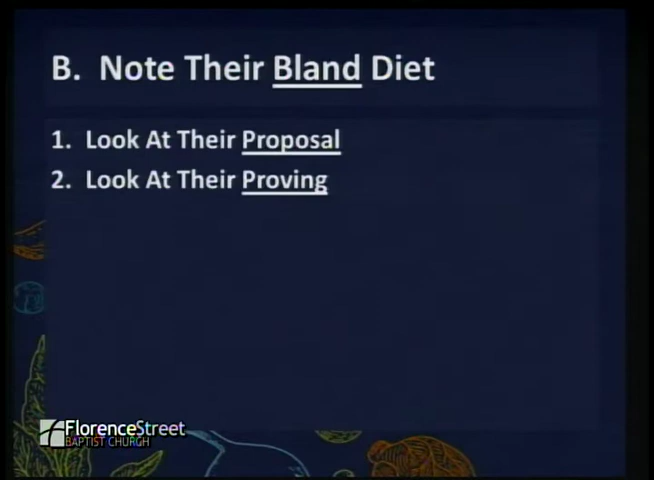 B. Note Their Bland Diet
1. Look At Their Proposal
2. Look At Their Proving
FlorenceStreet
BAPTIST CHURCH